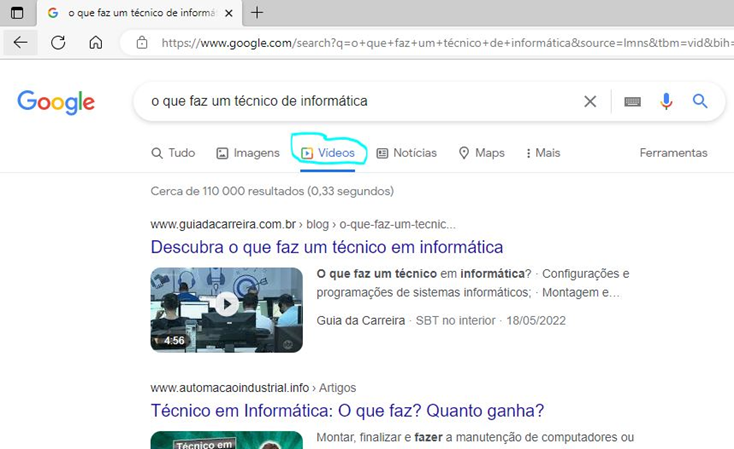 o que faz um técnico de informát
https://www.google.com/search?q=o+que+faz+um+técnico+de+informática&source=lmns&tbm=vid&bih=
Google
o que faz um técnico de informática
Tudo Imagens Vídeos Notícias Maps Mais Ferramentas
Cerca de 110 000 resultados (0,33 segundos)
www.guiadacarreira.com.br › blog › o-que-faz-um-tecnic...
Descubra o que faz um técnico em informática
O que faz um técnico em informática? · Configurações e
programações de sistemas informáticos; · Montagem e...
4:56
Guia da Carreira · SBT no interior · 18/05/2022
www.automacaoindustrial.info › Artigos
Técnico em Informática: O que faz? Quanto ganha?
Técnico em
Montar, finalizar e fazer a manutenção de computadores ou